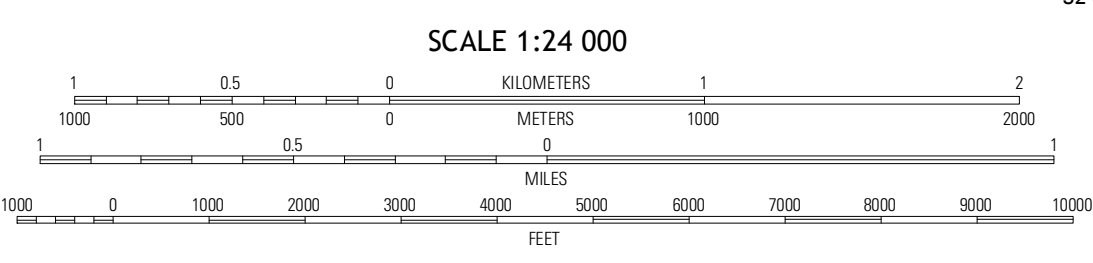 SCALE 1:24 000
1 0.5 0 KILOMETERS 1 2
1000 500 0 METERS 1000 2000
1 0.5 0 1
MILES
1000 0 1000 2000 3000 4000 5000 6000 7000 8000 9000 10000
FEET